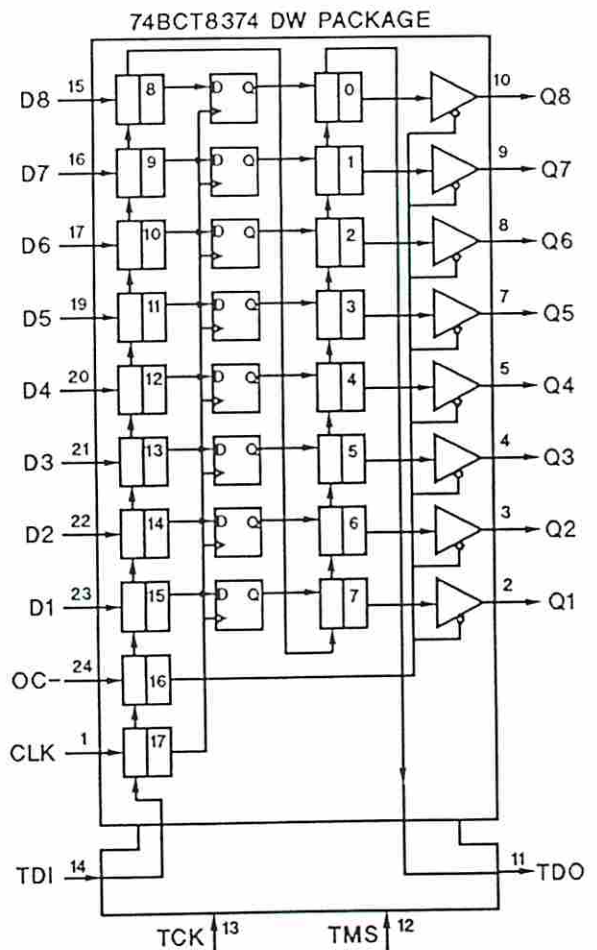 74BCT8374 DW PACKAGE
D8 15 8 D Q 0 10 Q8
D7 16 9 D Q 1 9 Q7
D6 17 10 D Q 2 8 Q6
D5 19 11 D Q 3 7 Q5
D4 20 12 D Q 4 5 Q4
D3 21 13 D Q 5 4 Q3
D2 22 14 D Q 6 3 Q2
D1 23 15 D Q 7 2 Q1
OC- 24 16
CLK 1 17
TDI 14 11 TDO
TCK 13 TMS 12